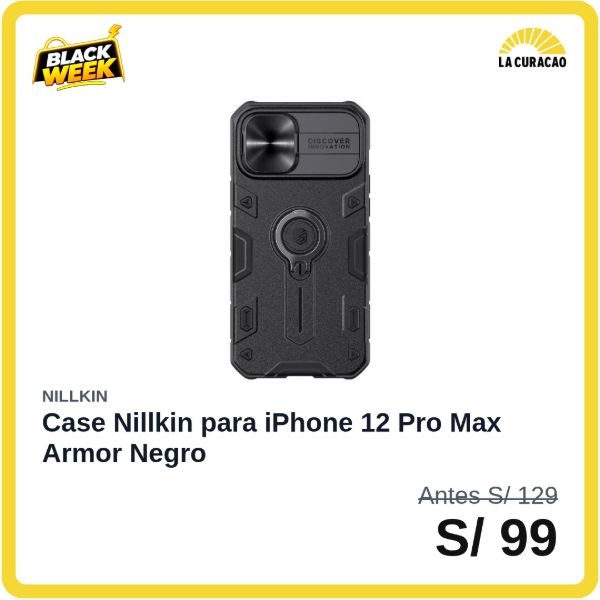 BLACK
WEEK
LA CURACAO
DISCOVER
INNOVATION
NILLKIN
Case Nillkin para iPhone 12 Pro Max
Armor Negro
Antes S/ 129
S/ 99